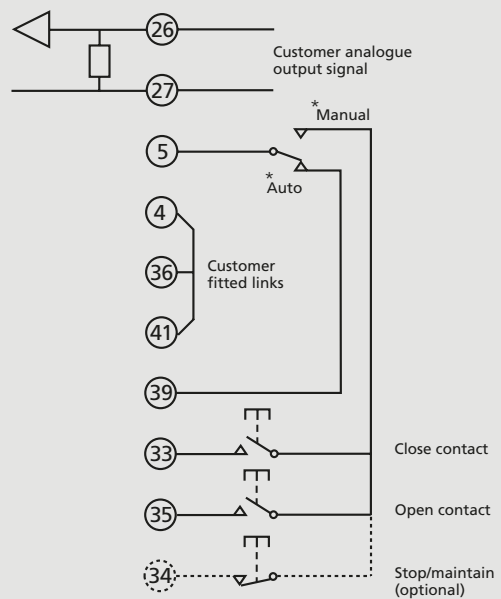 26
Customer analogue
output signal
27
*Manual
5
*Auto
4
36
Customer
fitted links
41
39
33
Close contact
35
Open contact
34
Stop/maintain
(optional)